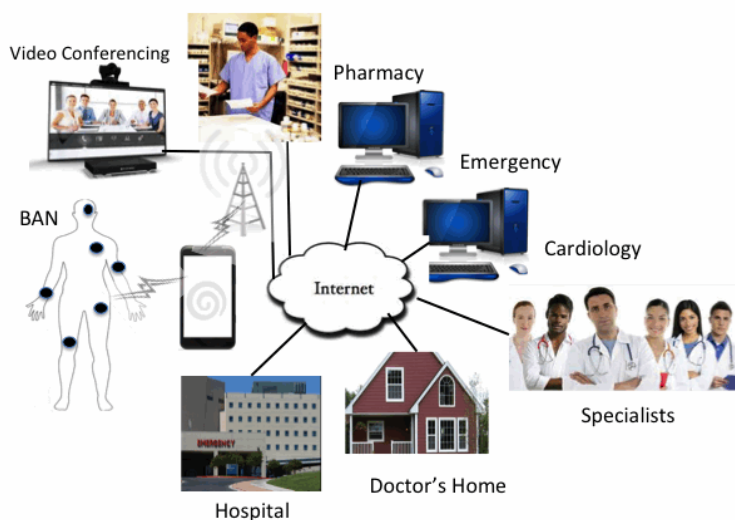 Video Conferencing
Pharmacy
Emergency
BAN
Cardiology
Internet
EMERGENCY
Specialists
Doctor's Home
Hospital